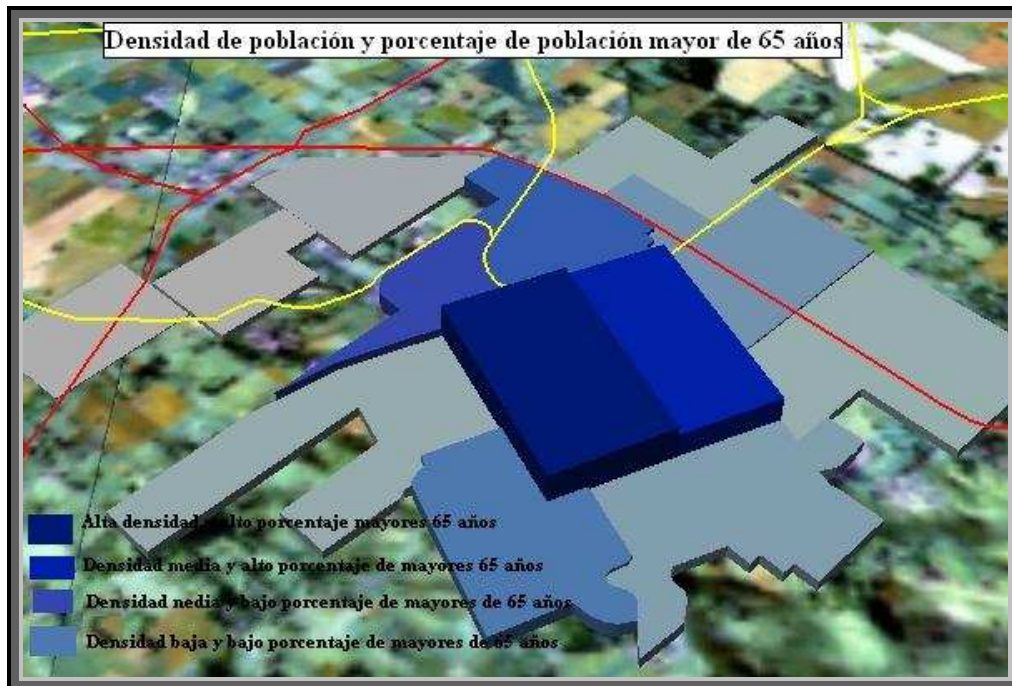 Densidad de población y porcentaje de población mayor de 65 años
Alta densidad alto porcentaje mayores 65 años
Densidad media y alto porcentaje de mayores 65 años
Densidad nedia y bajo porcentaje de mayores de 65 años
Densidad baja y bajo porcentaje de mayores de 65 años